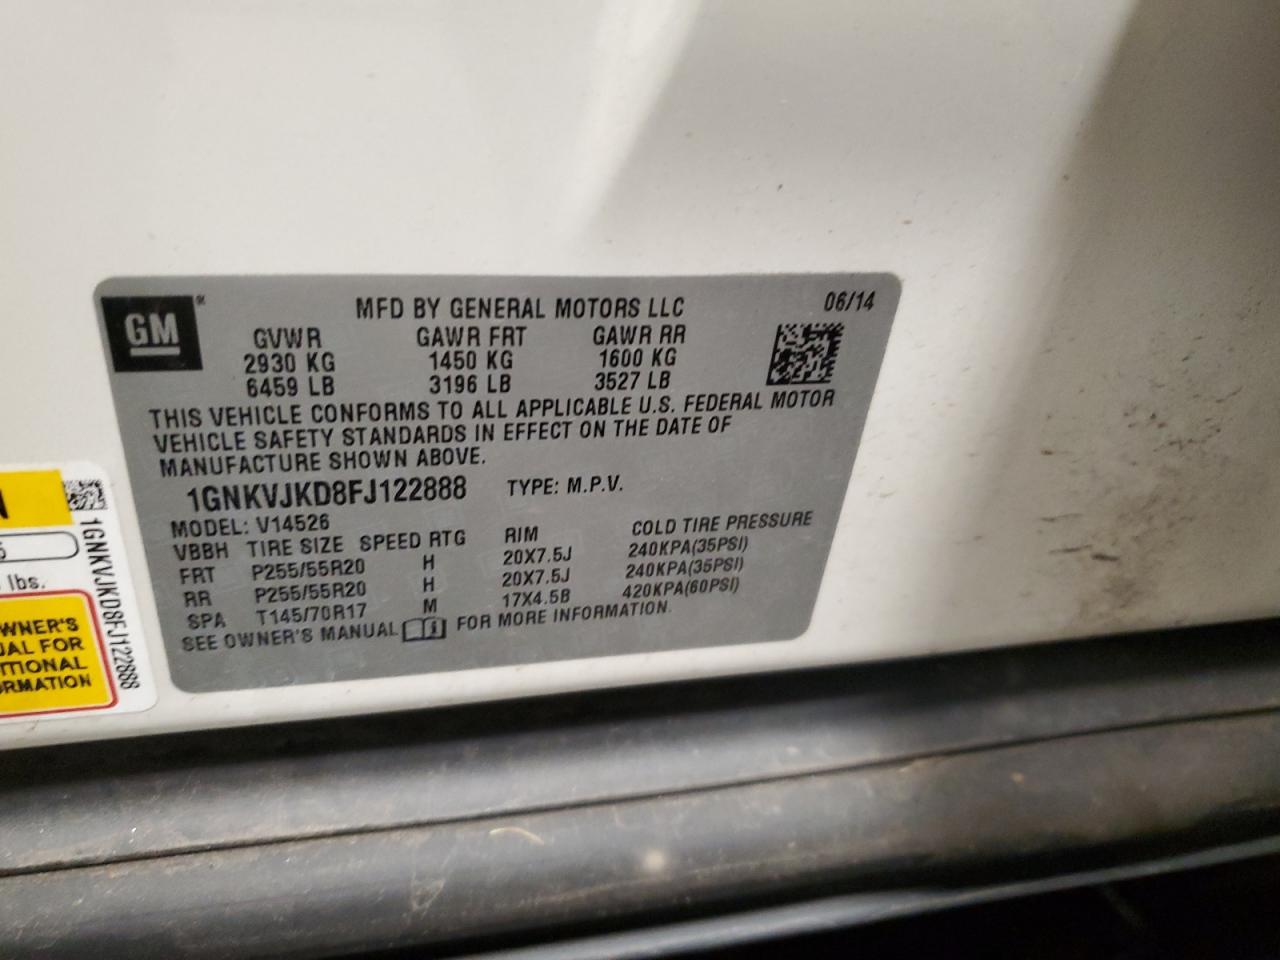 GM
MFD BY GENERAL MOTORS LLC 06/14
GVWR GAWR FRT GAWR RR
2930 KG 1450 KG 1600 KG
6459 LB 3196 LB 3527 LB
THIS VEHICLE CONFORMS TO ALL APPLICABLE U.S. FEDERAL MOTOR
VEHICLE SAFETY STANDARDS IN EFFECT ON THE DATE OF
MANUFACTURE SHOWN ABOVE.
1GNKVJKD8FJ122888 TYPE: M.P.V.
MODEL: V14526
VBBH TIRE SIZE SPEED RTG RIM COLD TIRE PRESSURE
FRT P255/55R20 H 20X7.5J 240KPA(35PSI)
RR P255/55R20 H 20X7.5J 240KPA(35PSI)
SPA T145/70R17 M 17X4.5B 420KPA(60PSI)
SEE OWNER'S MANUAL FOR MORE INFORMATION.
1GNKVJKD8FJ122888
lbs.
WNER'S
UAL FOR
ITIONAL
ORMATION